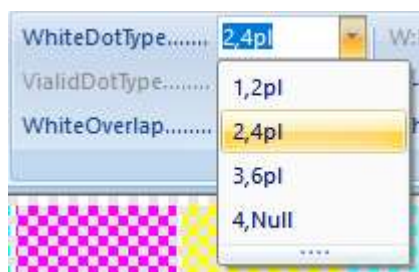 WhiteDotType....... 2,4pl W:
VialidDotType.......
WhiteOverlap........
1,2pl
2,4pl
3,6pl
4,Null